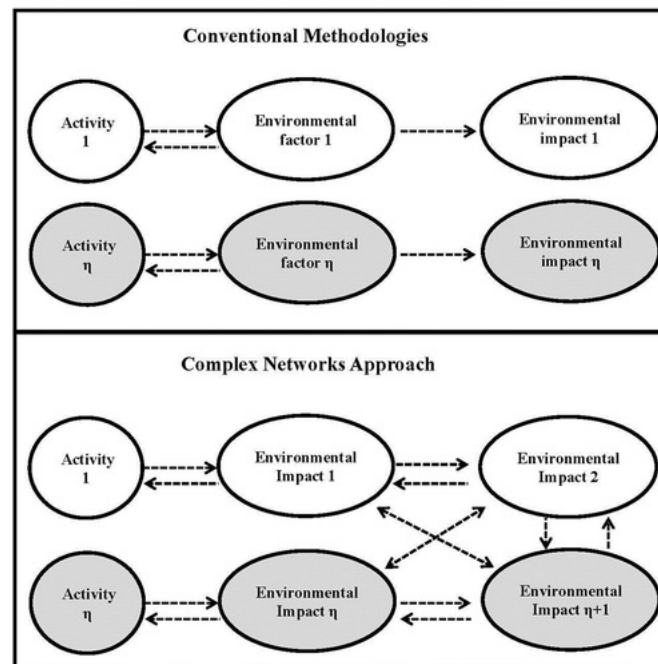 Conventional Methodologies
Activity
1
Environmental
factor 1
Environmental
impact 1
Activity
η
Environmental
factor η
Environmental
impact η
Complex Networks Approach
Activity
1
Environmental
Impact 1
Environmental
Impact 2
Activity
η
Environmental
Impact η
Environmental
Impact η+1